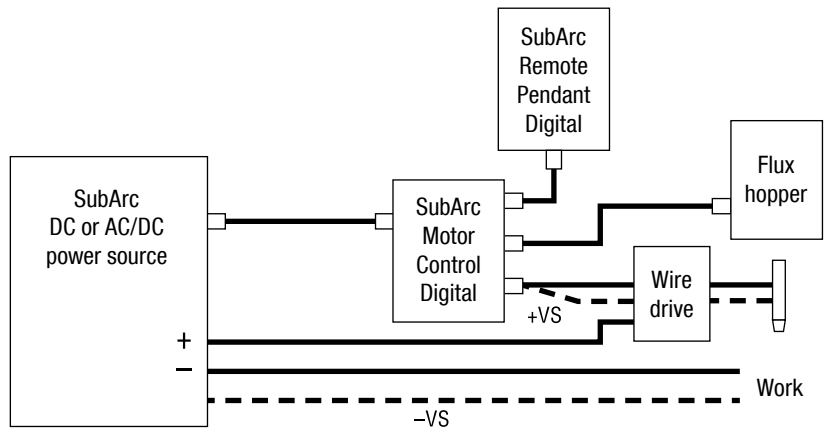 SubArc
Remote
Pendant
Digital
Flux
hopper
SubArc
DC or AC/DC
power source
SubArc
Motor
Control
Digital
Wire
drive
+VS
+
–
Work
–VS